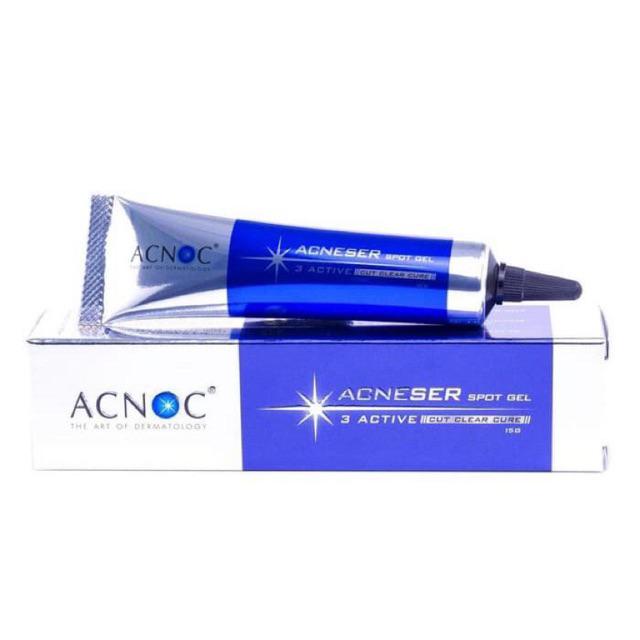 ACNOC®
THE ART OF DERMATOLOGY
ACNESER SPOT GEL
3 ACTIVE CUT CLEAR CURE
ACNOC®
THE ART OF DERMATOLOGY
ACNESER SPOT GEL
3 ACTIVE CUT CLEAR CURE
15G